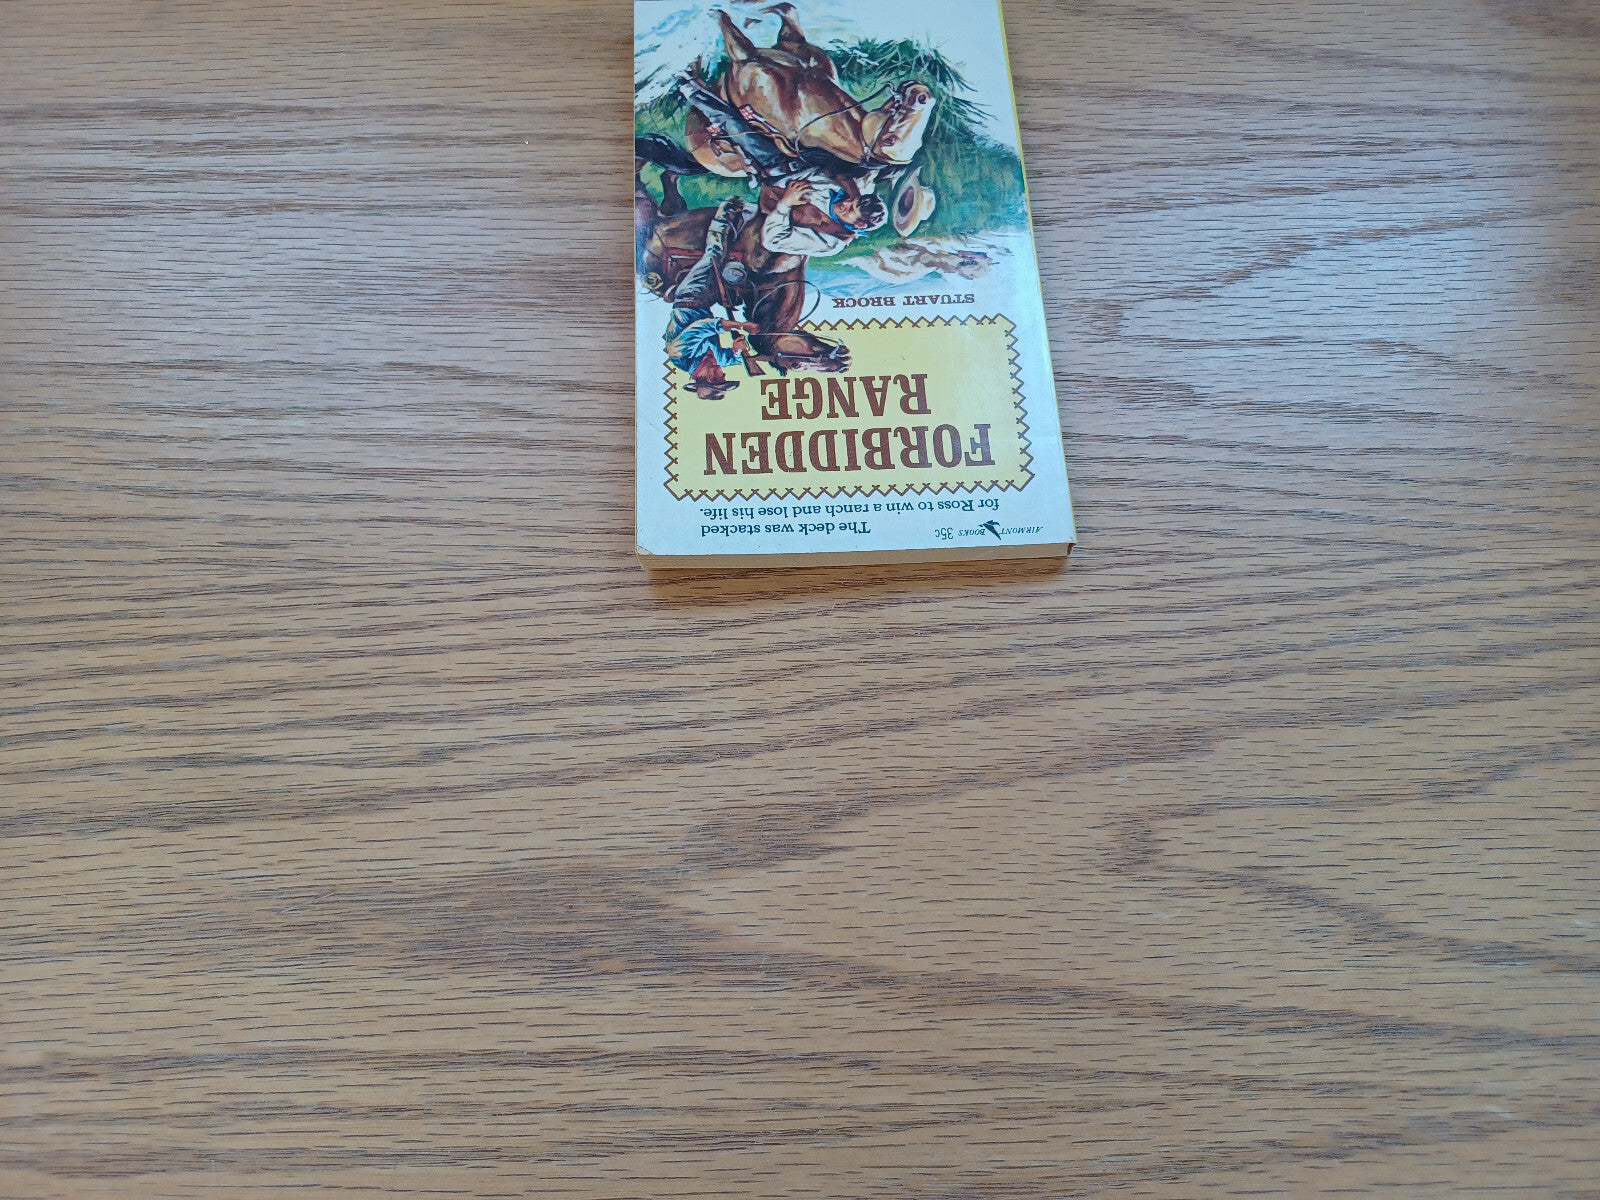 AIRMONT BOOKS 35c
The deck was stacked
for Ross to win a ranch and lose his life.
FORBIDDEN
RANGE
STUART BROCK